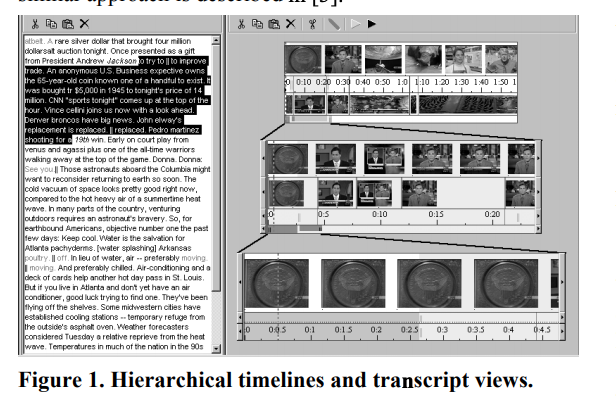 similar approach is described in [5].
atbelt. A rare silver dollar that brought four million
dollarsalt auction tonight. Once presented as a gift
from President Andrew Jackson to try to || to improve
trade. An anonymous U.S. Business expective owns
the 65-year-old coin known one of a handful to exist. It
was bought tr $5,000 in 1945 to tonight's price of 14
million. CNN "sports tonight" comes up at the top of the
hour. Vince cellini joins us now with a look ahead.
Denver broncos have big news. John elway's
replacement is replaced. || replaced. Pedro martinez
shooting for a 19th win. Early on court play from
venus and agassi plus one of the all-time warriors
walking away at the top of the game. Donna. Donna:
See you.|| Those astronauts aboard the Columbia might
want to reconsider returning to earth so soon. The
cold vacuum of space looks pretty good right now,
compared to the hot heavy air of a summertime heat
wave. In many parts of the country, venturing
outdoors requires an astronaut's bravery. So, for
earthbound Americans, objective number one the past
few days: Keep cool. Water is the salvation for
Atlanta pachyderms. [water splashing] Arkansas
poultry. || off. In lieu of water, air -- preferably moving.
|| moving. And preferably chilled. Air-conditioning and a
deck of cards help another hot day pass in St. Louis.
But if you live in Atlanta and don't yet have an air
conditioner, good luck trying to find one. They've been
flying off the shelves. Some midwestern cities have
established cooling stations -- temporary refuge from
the outside's asphalt oven. Weather forecasters
considered Tuesday a relative reprieve from the heat
wave. Temperatures in much of the nation in the 90s
0 0:10 0:20 0:30 0:40 0:50 1:0 1:10 1:20 1:30 1:40 1:50 1
0 0:5 0:10 0:15 0:20
0 0:0.5 0:1 0:1.5 0:2 0:2.5 0:3 0:3.5 0:4 0:4.5
Figure 1. Hierarchical timelines and transcript views.